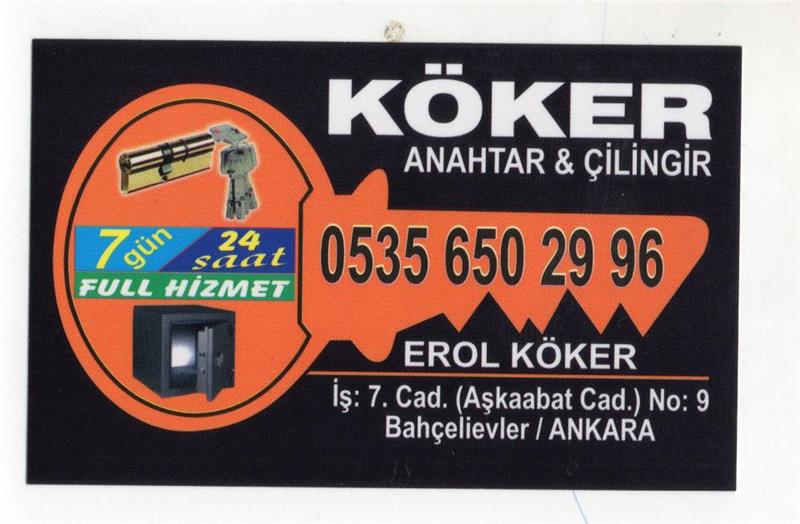 KÖKER
ANAHTAR & ÇİLİNGİR
7 gün
24 saat
FULL HİZMET
0535 650 29 96
EROL KÖKER
İş: 7. Cad. (Aşkaabat Cad.) No: 9
Bahçelievler / ANKARA